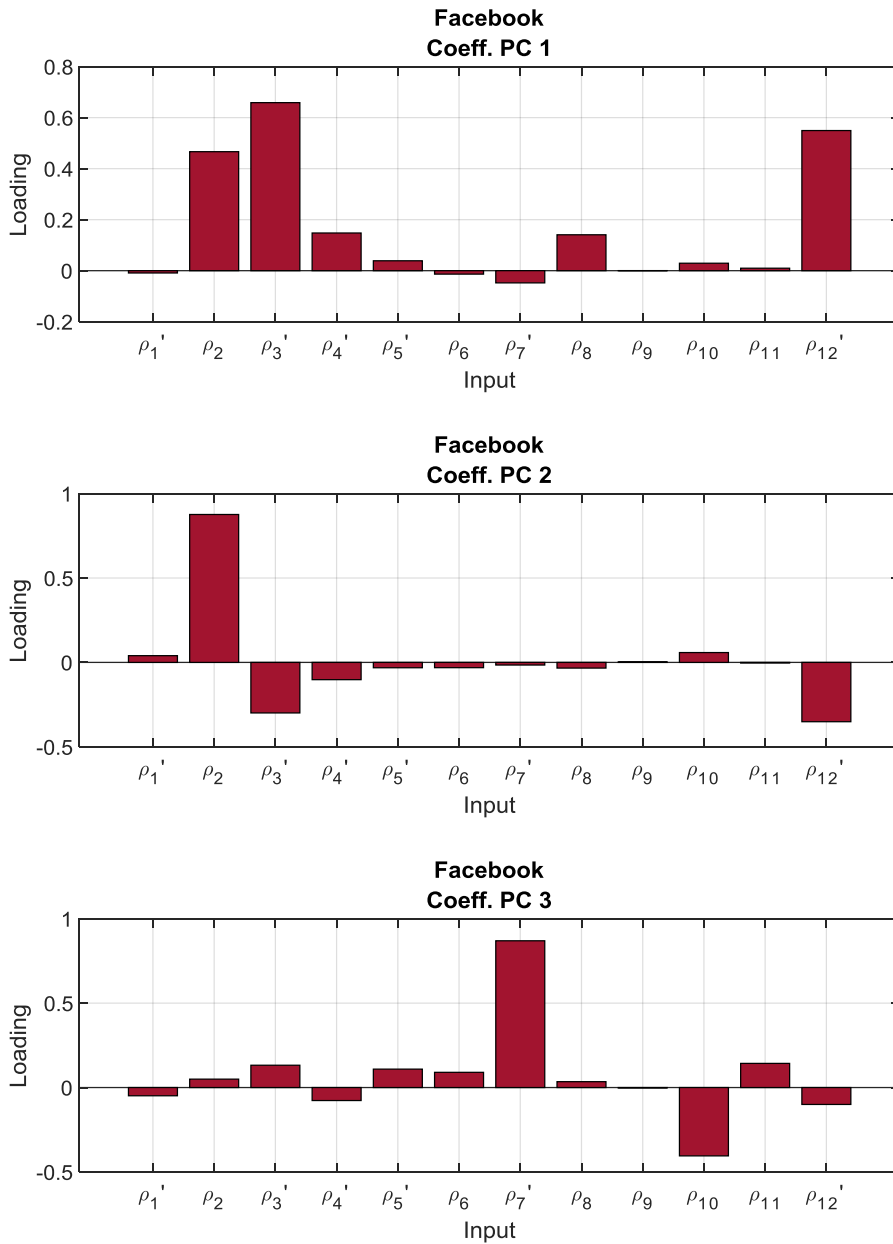 Facebook
Coeff. PC 1
0.8
0.6
0.4
0.2
0
-0.2
Loading
ρ₁' ρ₂ ρ₃' ρ₄' ρ₅' ρ₆ ρ₇' ρ₈ ρ₉ ρ₁₀ ρ₁₁ ρ₁₂'
Input
Facebook
Coeff. PC 2
1
0.5
0
-0.5
Loading
ρ₁' ρ₂ ρ₃' ρ₄' ρ₅' ρ₆ ρ₇' ρ₈ ρ₉ ρ₁₀ ρ₁₁ ρ₁₂'
Input
Facebook
Coeff. PC 3
1
0.5
0
-0.5
Loading
ρ₁' ρ₂ ρ₃' ρ₄' ρ₅' ρ₆ ρ₇' ρ₈ ρ₉ ρ₁₀ ρ₁₁ ρ₁₂'
Input